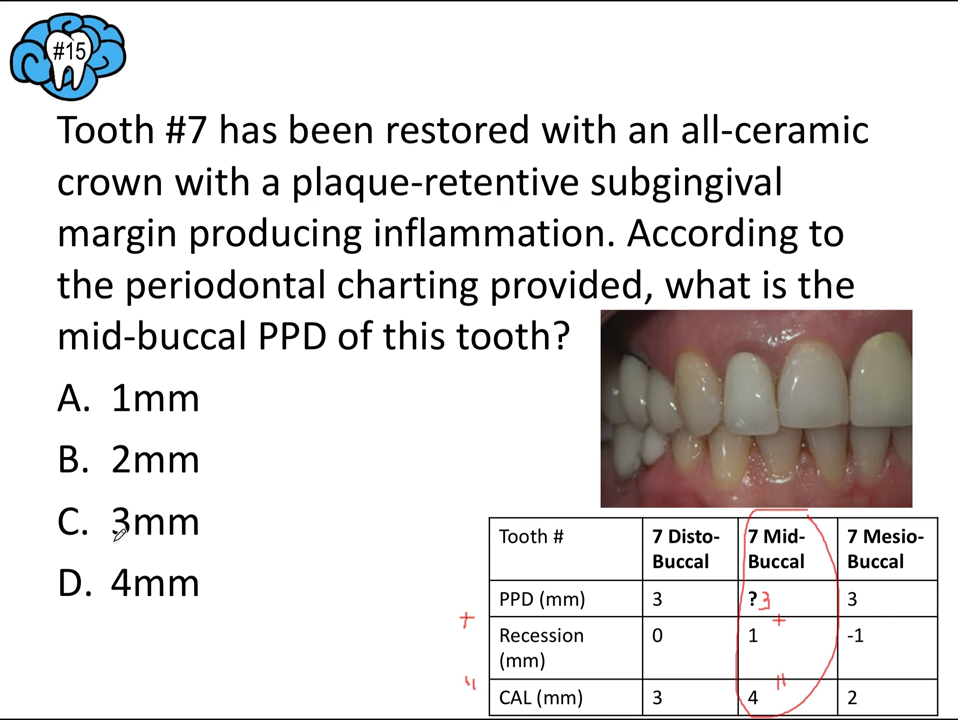 #15
Tooth #7 has been restored with an all-ceramic
crown with a plaque-retentive subgingival
margin producing inflammation. According to
the periodontal charting provided, what is the
mid-buccal PPD of this tooth?
A. 1mm
B. 2mm
C. 3mm
D. 4mm
Tooth # 7 Disto-Buccal 7 Mid-Buccal 7 Mesio-Buccal
PPD (mm) 3 ? 3 3
+ +
Recession (mm) 0 1 -1
= =
CAL (mm) 3 4 2